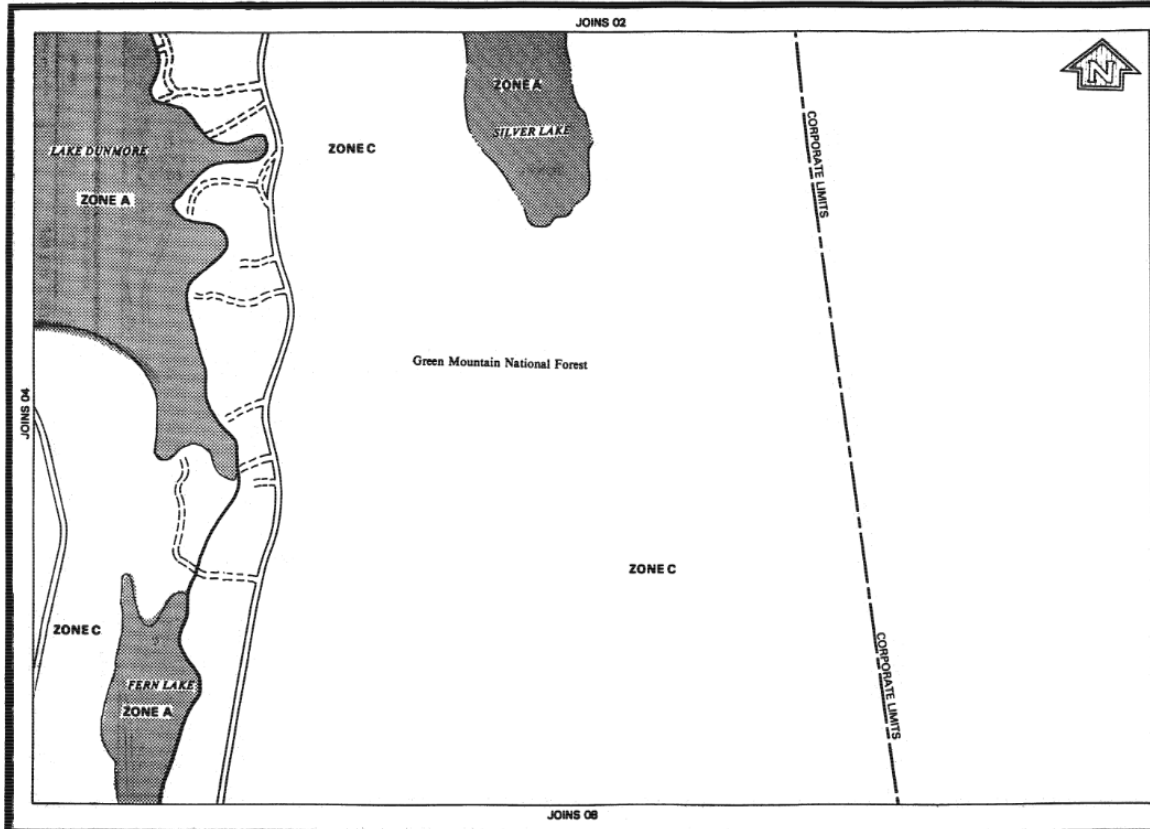 JOINS 02
N
ZONE A
SILVER LAKE
LAKE DUNMORE
ZONE A
ZONE C
CORPORATE LIMITS
Green Mountain National Forest
JOINS 04
ZONE C
ZONE C
CORPORATE LIMITS
FERN LAKE
ZONE A
JOINS 08